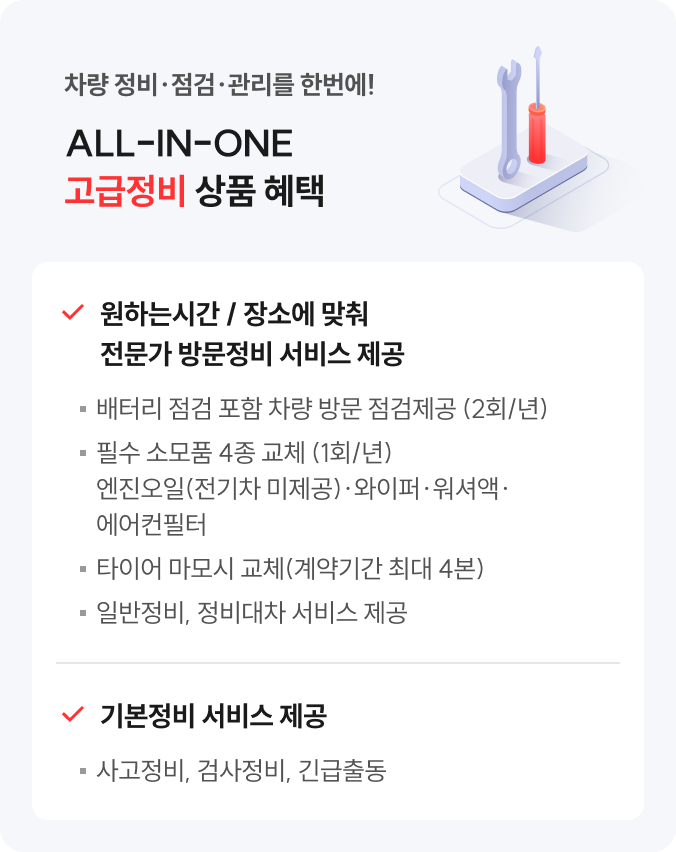 차량 정비·점검·관리를 한번에!
ALL-IN-ONE
고급정비 상품 혜택
원하는시간 / 장소에 맞춰
전문가 방문정비 서비스 제공
배터리 점검 포함 차량 방문 점검제공 (2회/년)
필수 소모품 4종 교체 (1회/년)
엔진오일(전기차 미제공)·와이퍼·워셔액·
에어컨필터
타이어 마모시 교체(계약기간 최대 4본)
일반정비, 정비대차 서비스 제공
기본정비 서비스 제공
사고정비, 검사정비, 긴급출동